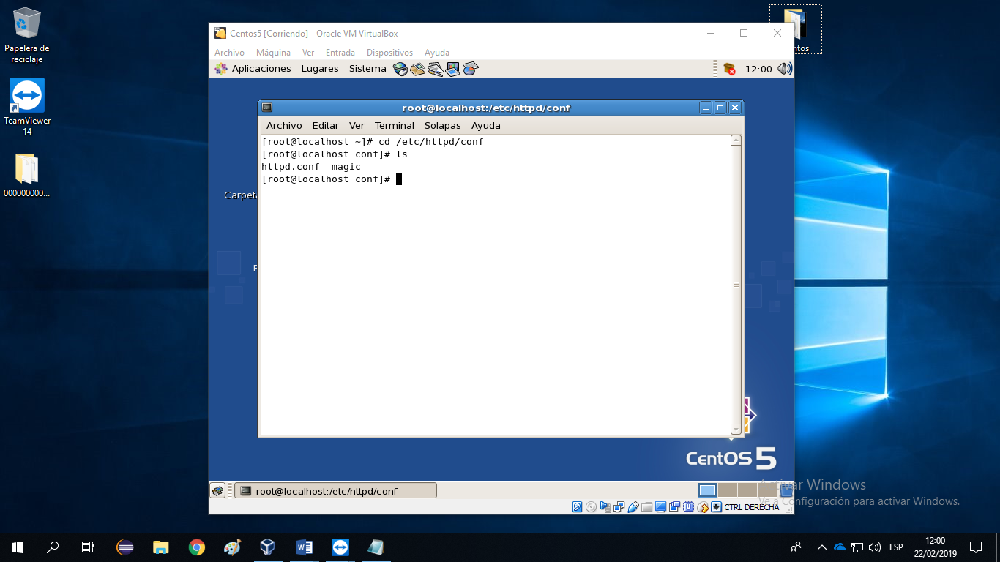 Papelera de
reciclaje
TeamViewer
14
000000000...
ntos
Centos5 [Corriendo] - Oracle VM VirtualBox
Archivo Máquina Ver Entrada Dispositivos Ayuda
Aplicaciones Lugares Sistema 12:00
Carpeta
root@localhost:/etc/httpd/conf
Archivo Editar Ver Terminal Solapas Ayuda
[root@localhost ~]# cd /etc/httpd/conf
[root@localhost conf]# ls
httpd.conf magic
[root@localhost conf]#
CentOS 5
root@localhost:/etc/httpd/conf
CTRL DERECHA
Activar Windows
Ve a Configuración para activar Windows.
ESP
12:00
22/02/2019